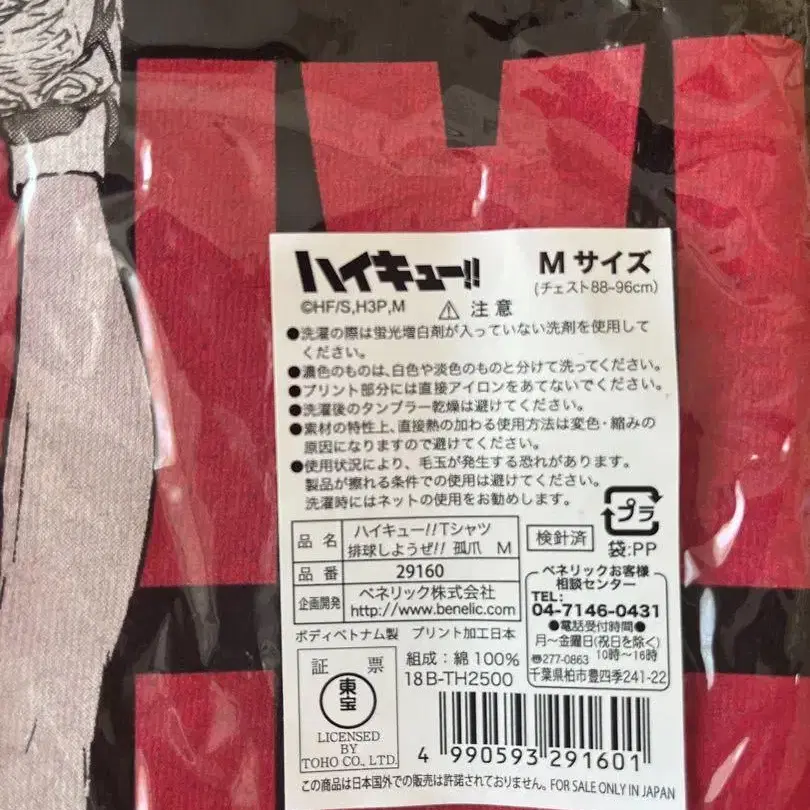 ハイキュー!!
Mサイズ
(チェスト88~96cm)
©HF/S,H3P,M
⚠ 注意
●洗濯の際は蛍光増白剤が入っていない洗剤を使用して
ください。
●濃色のものは、白色や淡色のものと分けて洗ってください。
●プリント部分には直接アイロンをあてないでください。
●洗濯後のタンブラー乾燥は避けてください。
●素材の特性上、直接熱の加わる使用方法は変色・縮みの
原因になりますので避けてください。
●使用状況により、毛玉が発生する恐れがあります。
製品が擦れる条件での使用は避けてください。
洗濯時にはネットの使用をお勧めします。
品名 ハイキュー!!Tシャツ
排球しようぜ!! 孤爪 M
品番 29160
企画開発 ベネリック株式会社
http://www.benelic.com
検針済
プラ
袋:PP
ベネリックお客様
相談センター
TEL:
04-7146-0431
●電話受付時間●
月~金曜日(祝日を除く)
10時~16時
〠277-0863
千葉県柏市豊四季241-22
ボディベトナム製 プリント加工日本
証票
東宝
LICENSED
BY
TOHO CO., LTD.
組成:綿100%
18B-TH2500
4 990593 291601
この商品は日本国外での販売は許諾されておりません。FOR SALE ONLY IN JAPAN